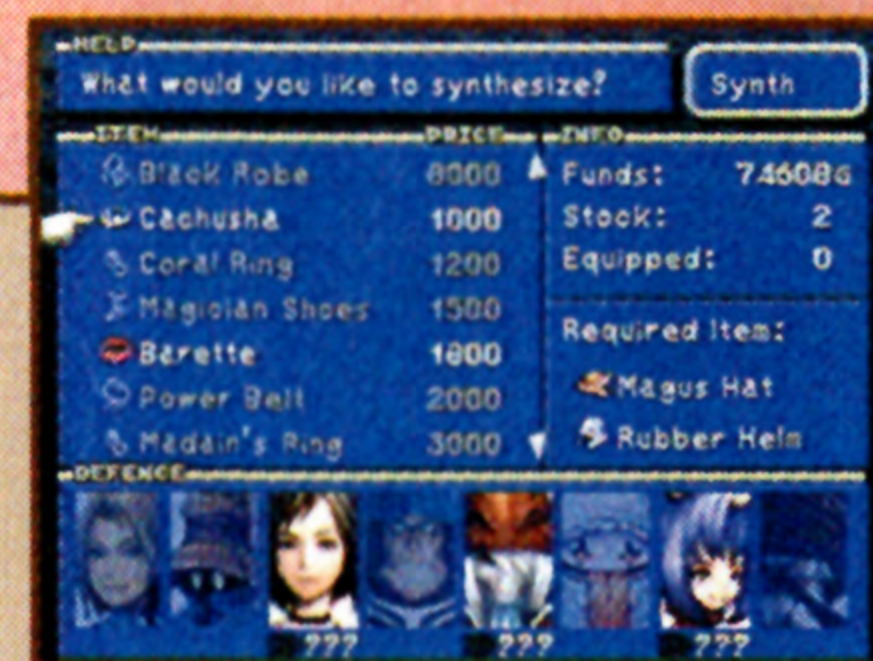 HELP
What would you like to synthesize?
Synth
ITEM PRICE
Black Robe 8000
Cachusha 1000
Coral Ring 1200
Magician Shoes 1500
Barette 1800
Power Belt 2000
Madain's Ring 3000
INFO
Funds: 74608G
Stock: 2
Equipped: 0
Required Item:
Magus Hat
Rubber Helm
DEFENCE
??? ??? ???